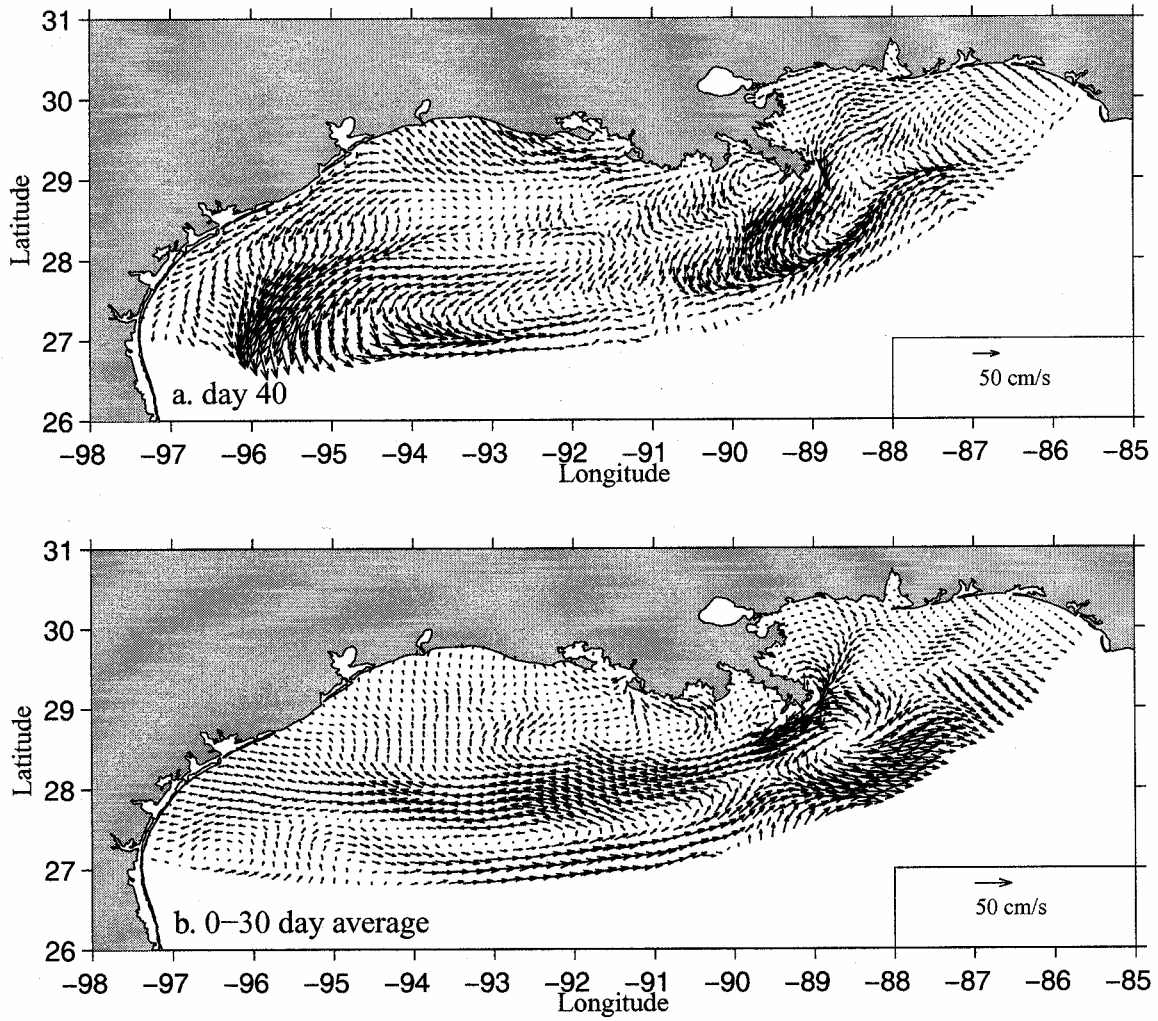 31
30
29
28
27
26
Latitude
a. day 40
50 cm/s
−98 −97 −96 −95 −94 −93 −92 −91 −90 −89 −88 −87 −86 −85
Longitude
31
30
29
28
27
26
Latitude
b. 0−30 day average
50 cm/s
−98 −97 −96 −95 −94 −93 −92 −91 −90 −89 −88 −87 −86 −85
Longitude